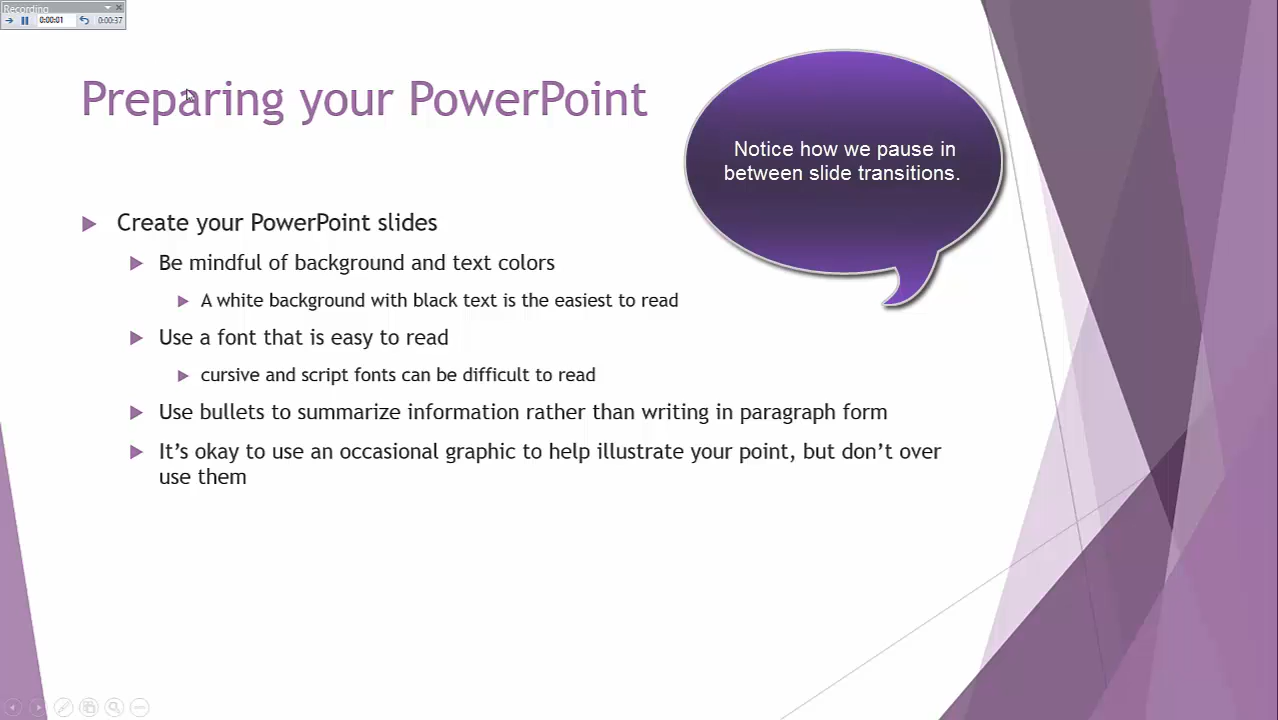 Recording
0:00:01 0:00:37
Preparing your PowerPoint
Notice how we pause in
between slide transitions.
Create your PowerPoint slides
Be mindful of background and text colors
A white background with black text is the easiest to read
Use a font that is easy to read
cursive and script fonts can be difficult to read
Use bullets to summarize information rather than writing in paragraph form
It's okay to use an occasional graphic to help illustrate your point, but don't over
use them